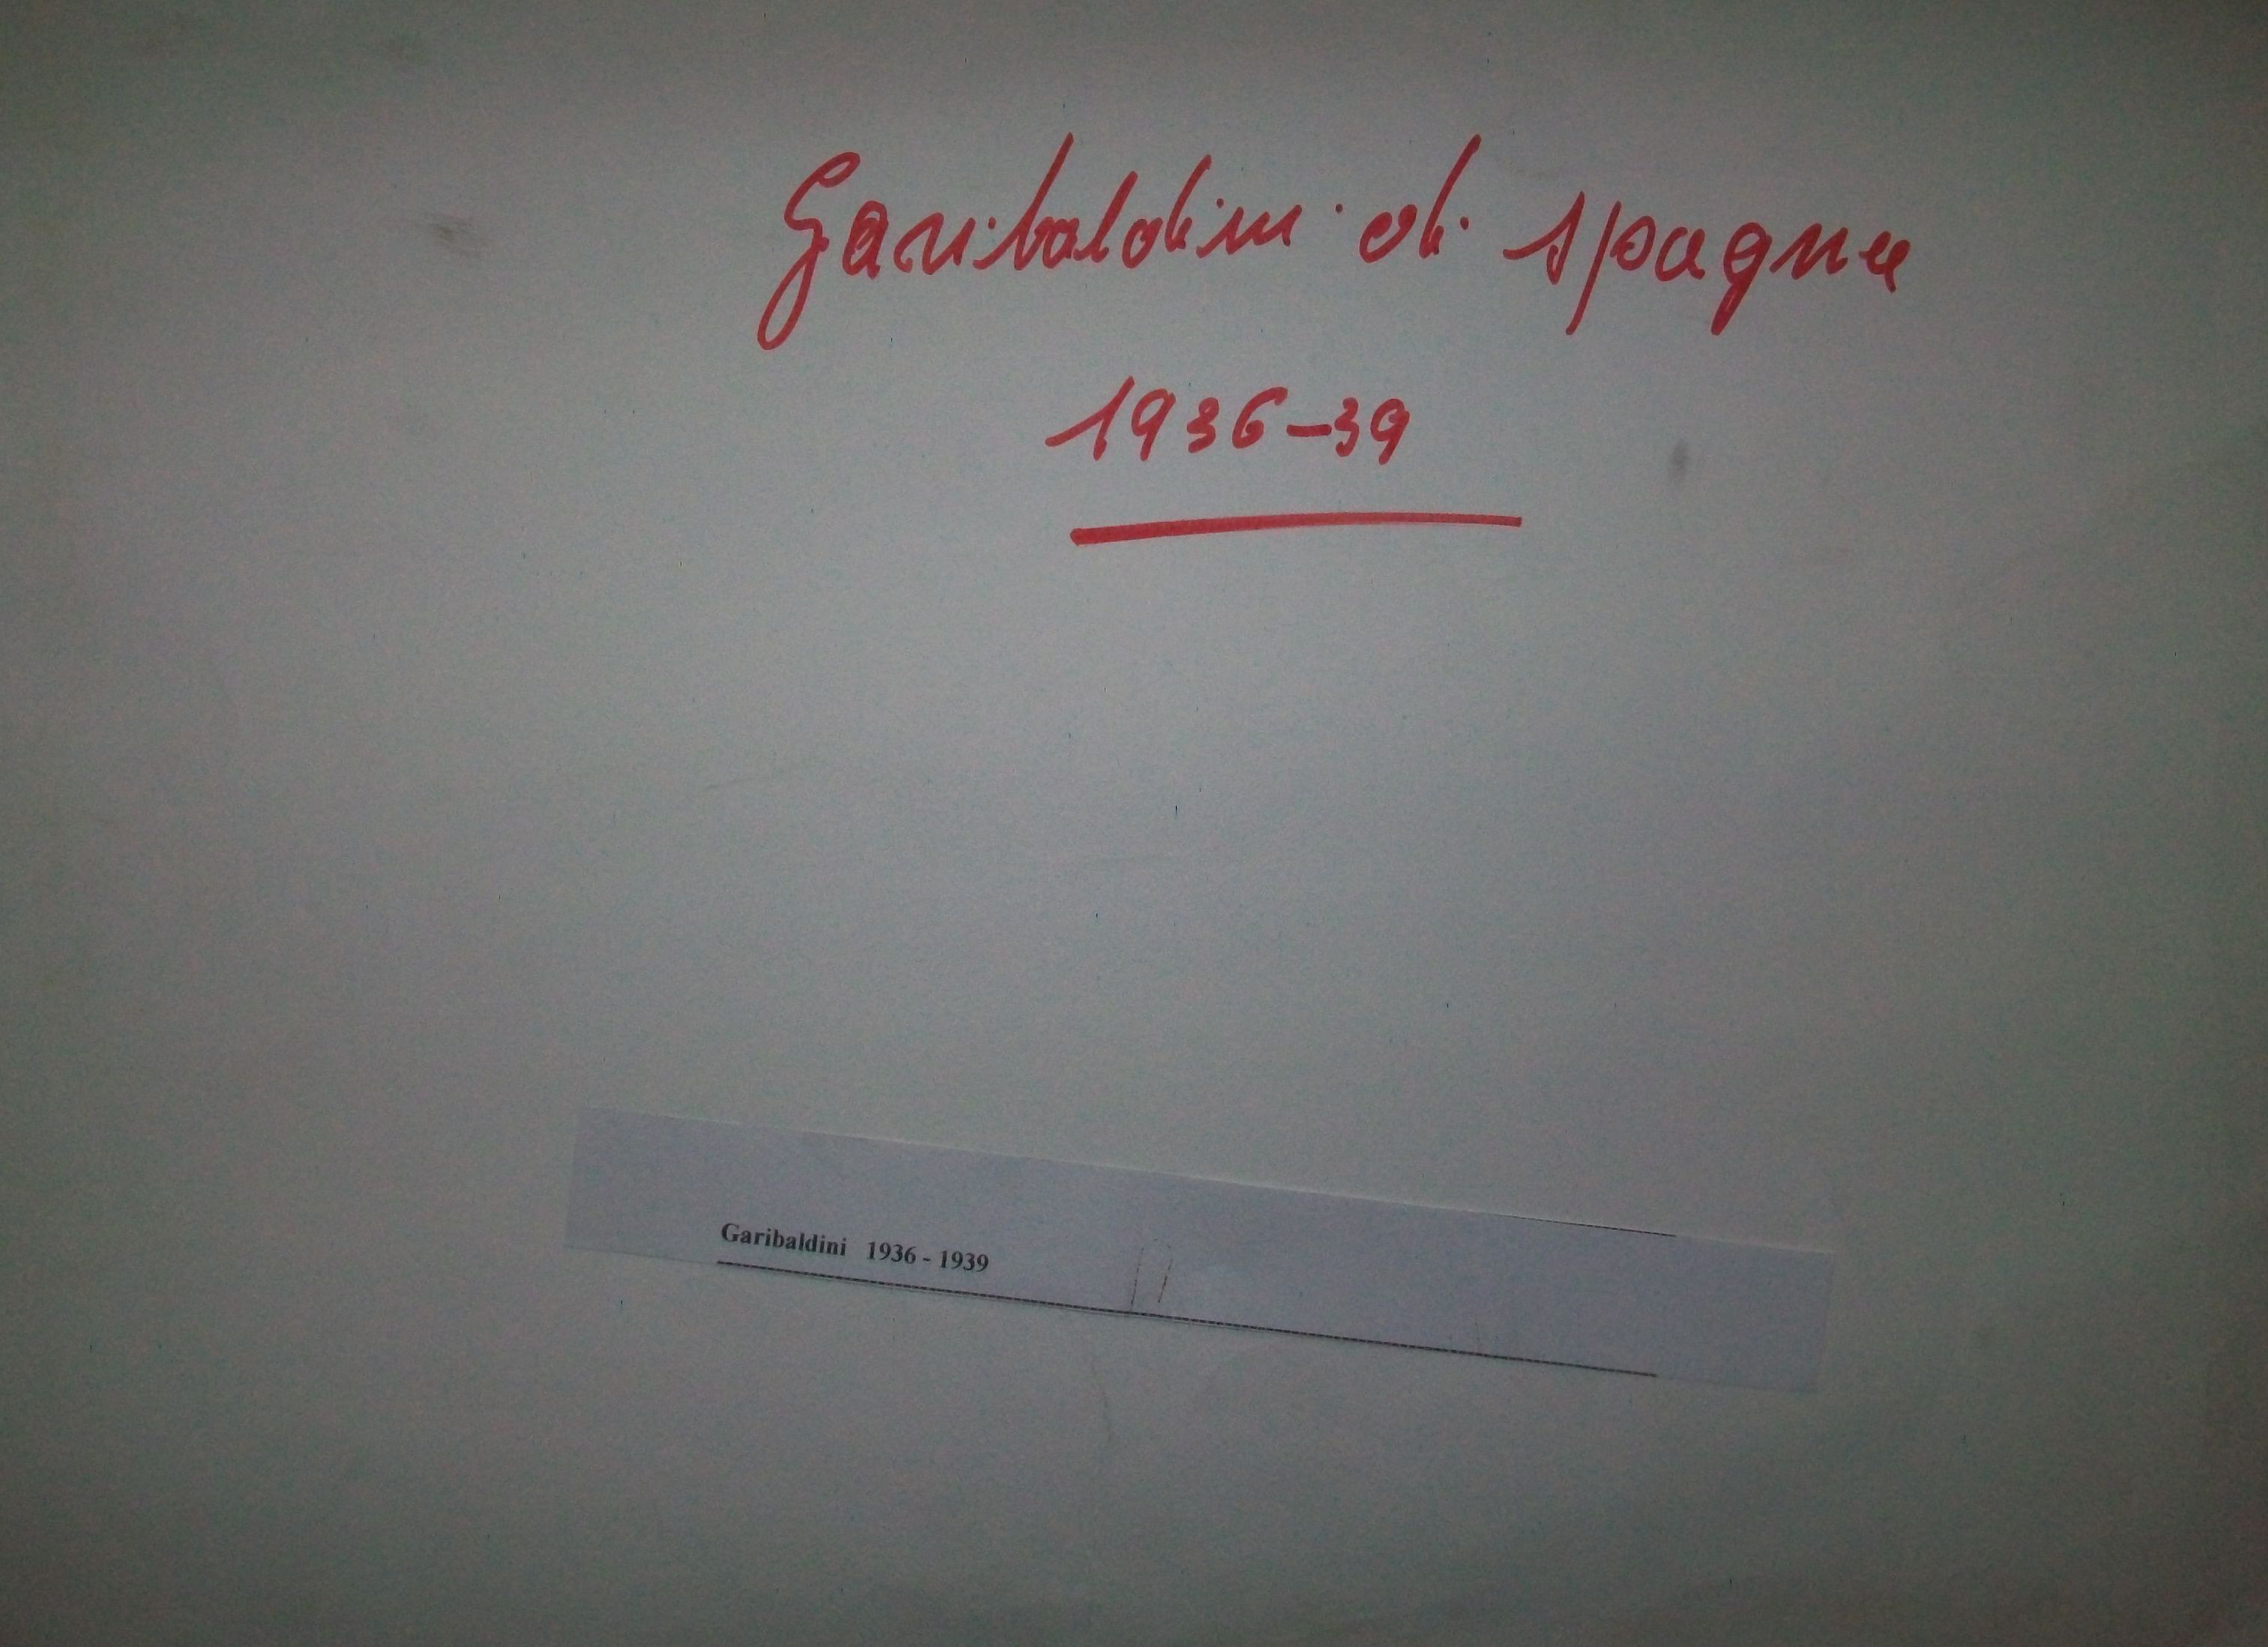 Garibaldini di spagna
1936-39
Garibaldini 1936 - 1939